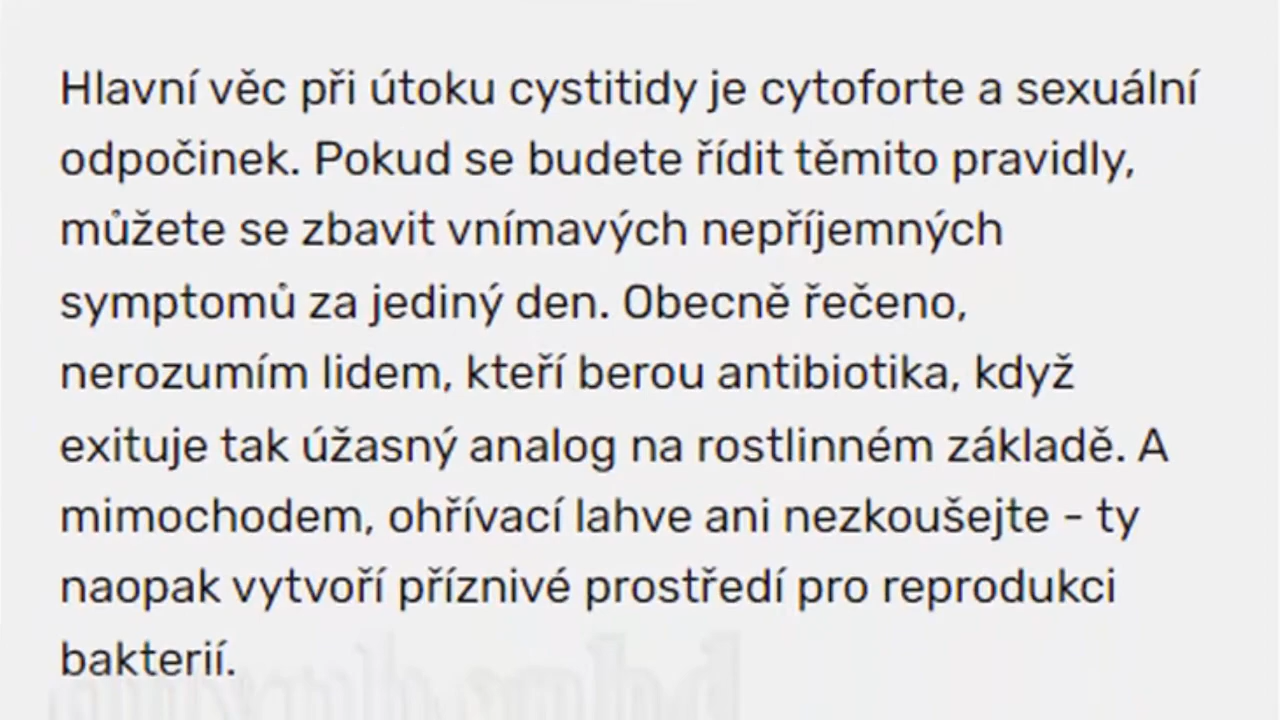 Hlavní věc při útoku cystitidy je cytoforte a sexuální
odpočinek. Pokud se budete řídit těmito pravidly,
můžete se zbavit vnímavých nepříjemných
symptomů za jediný den. Obecně řečeno,
nerozumím lidem, kteří berou antibiotika, když
exituje tak úžasný analog na rostlinném základě. A
mimochodem, ohřívací lahve ani nezkoušejte - ty
naopak vytvoří příznivé prostředí pro reprodukci
bakterií.